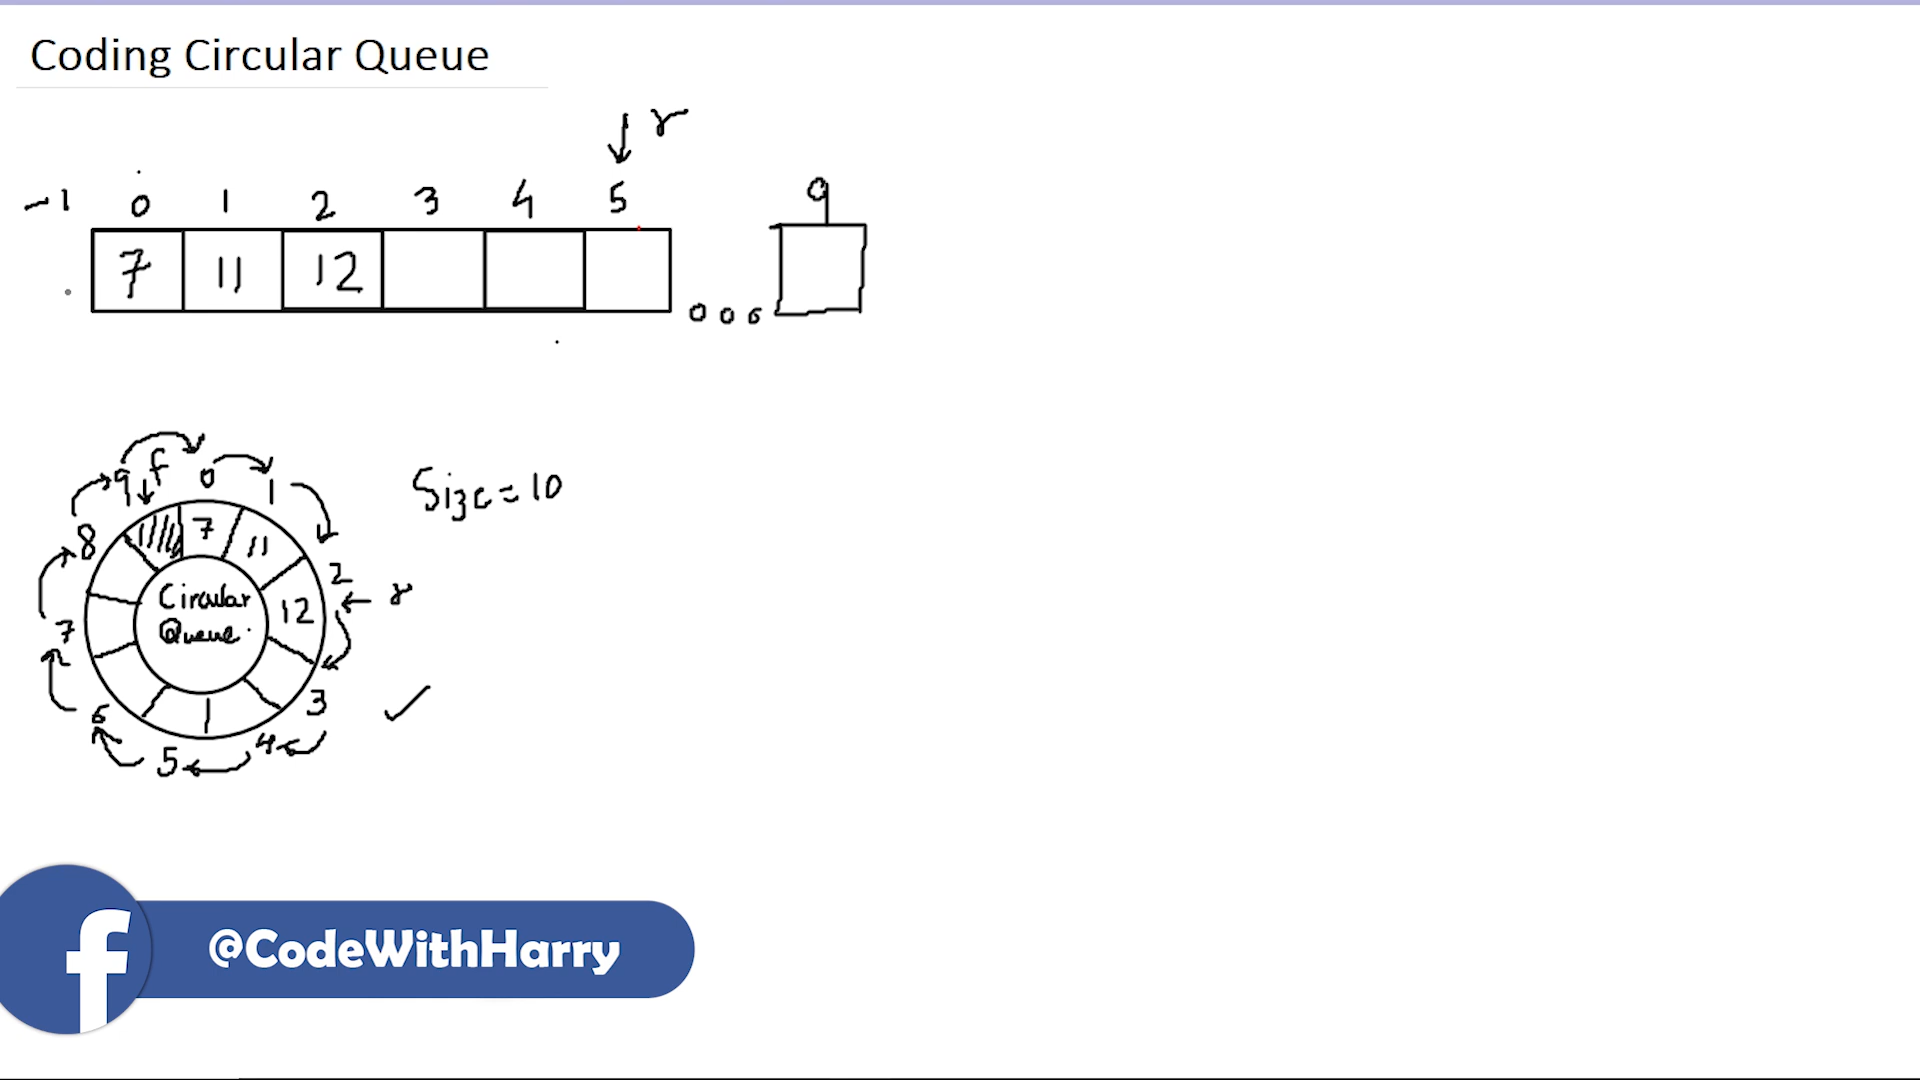 Coding Circular Queue
r
-1 0 1 2 3 4 5 9
7 11 12
f
9 0 1
Size = 10
8 7 11
2
r
Circular
Queue
12
7
3
6
4
5
f @CodeWithHarry